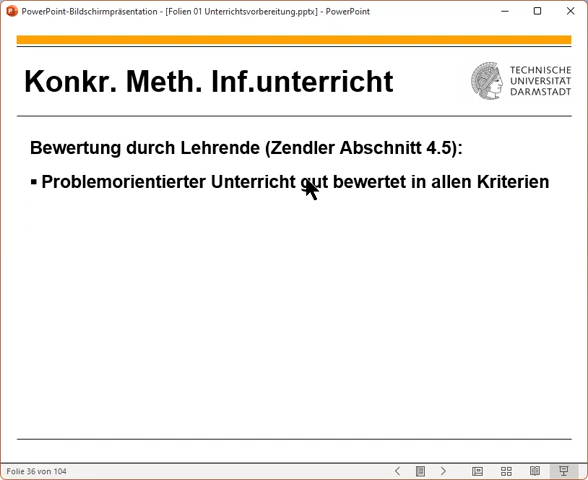 PowerPoint-Bildschirmpräsentation - [Folien 01 Unterrichtsvorbereitung.pptx] - PowerPoint
Konkr. Meth. Inf.unterricht
TECHNISCHE
UNIVERSITÄT
DARMSTADT
Bewertung durch Lehrende (Zendler Abschnitt 4.5):
▪ Problemorientierter Unterricht gut bewertet in allen Kriterien
Folie 36 von 104